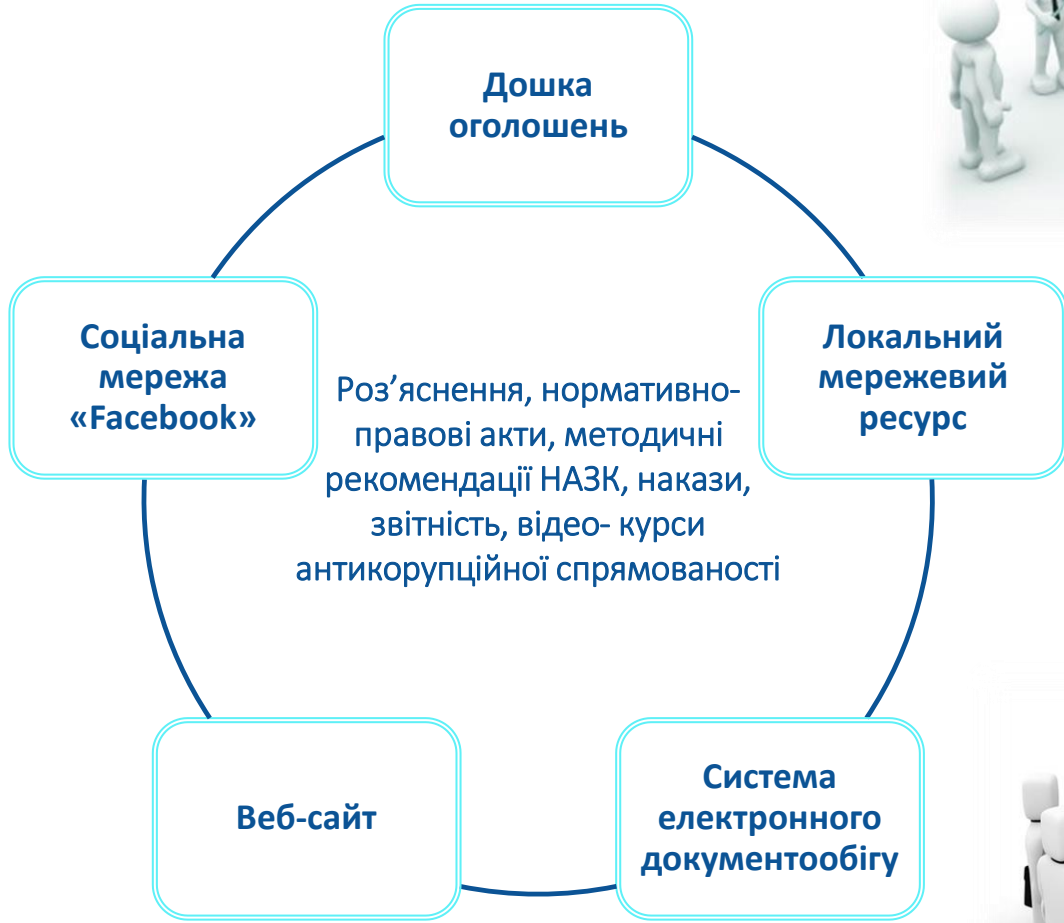 Дошка
оголошень
Соціальна
мережа
«Facebook»
Локальний
мережевий
ресурс
Роз’яснення, нормативно-
правові акти, методичні
рекомендації НАЗК, накази,
звітність, відео- курси
антикорупційної спрямованості
Веб-сайт
Система
електронного
документообігу